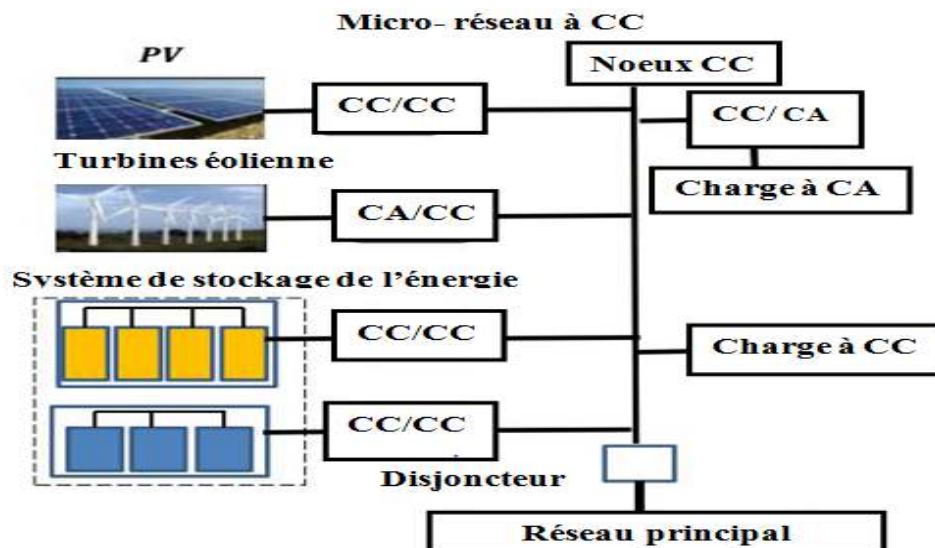 Micro- réseau à CC
PV
Noeux CC
CC/CC
CC/ CA
Turbines éolienne
Charge à CA
CA/CC
Système de stockage de l'énergie
CC/CC
Charge à CC
CC/CC
Disjoncteur
Réseau principal